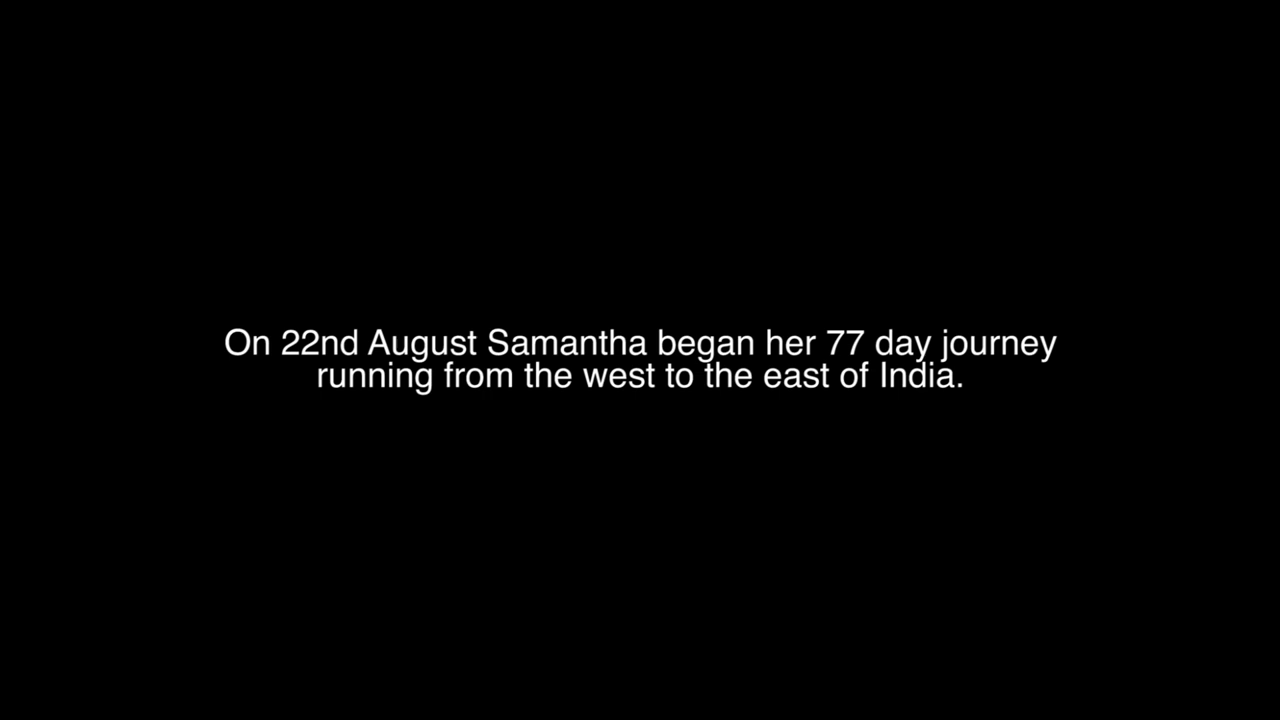 On 22nd August Samantha began her 77 day journey
running from the west to the east of India.